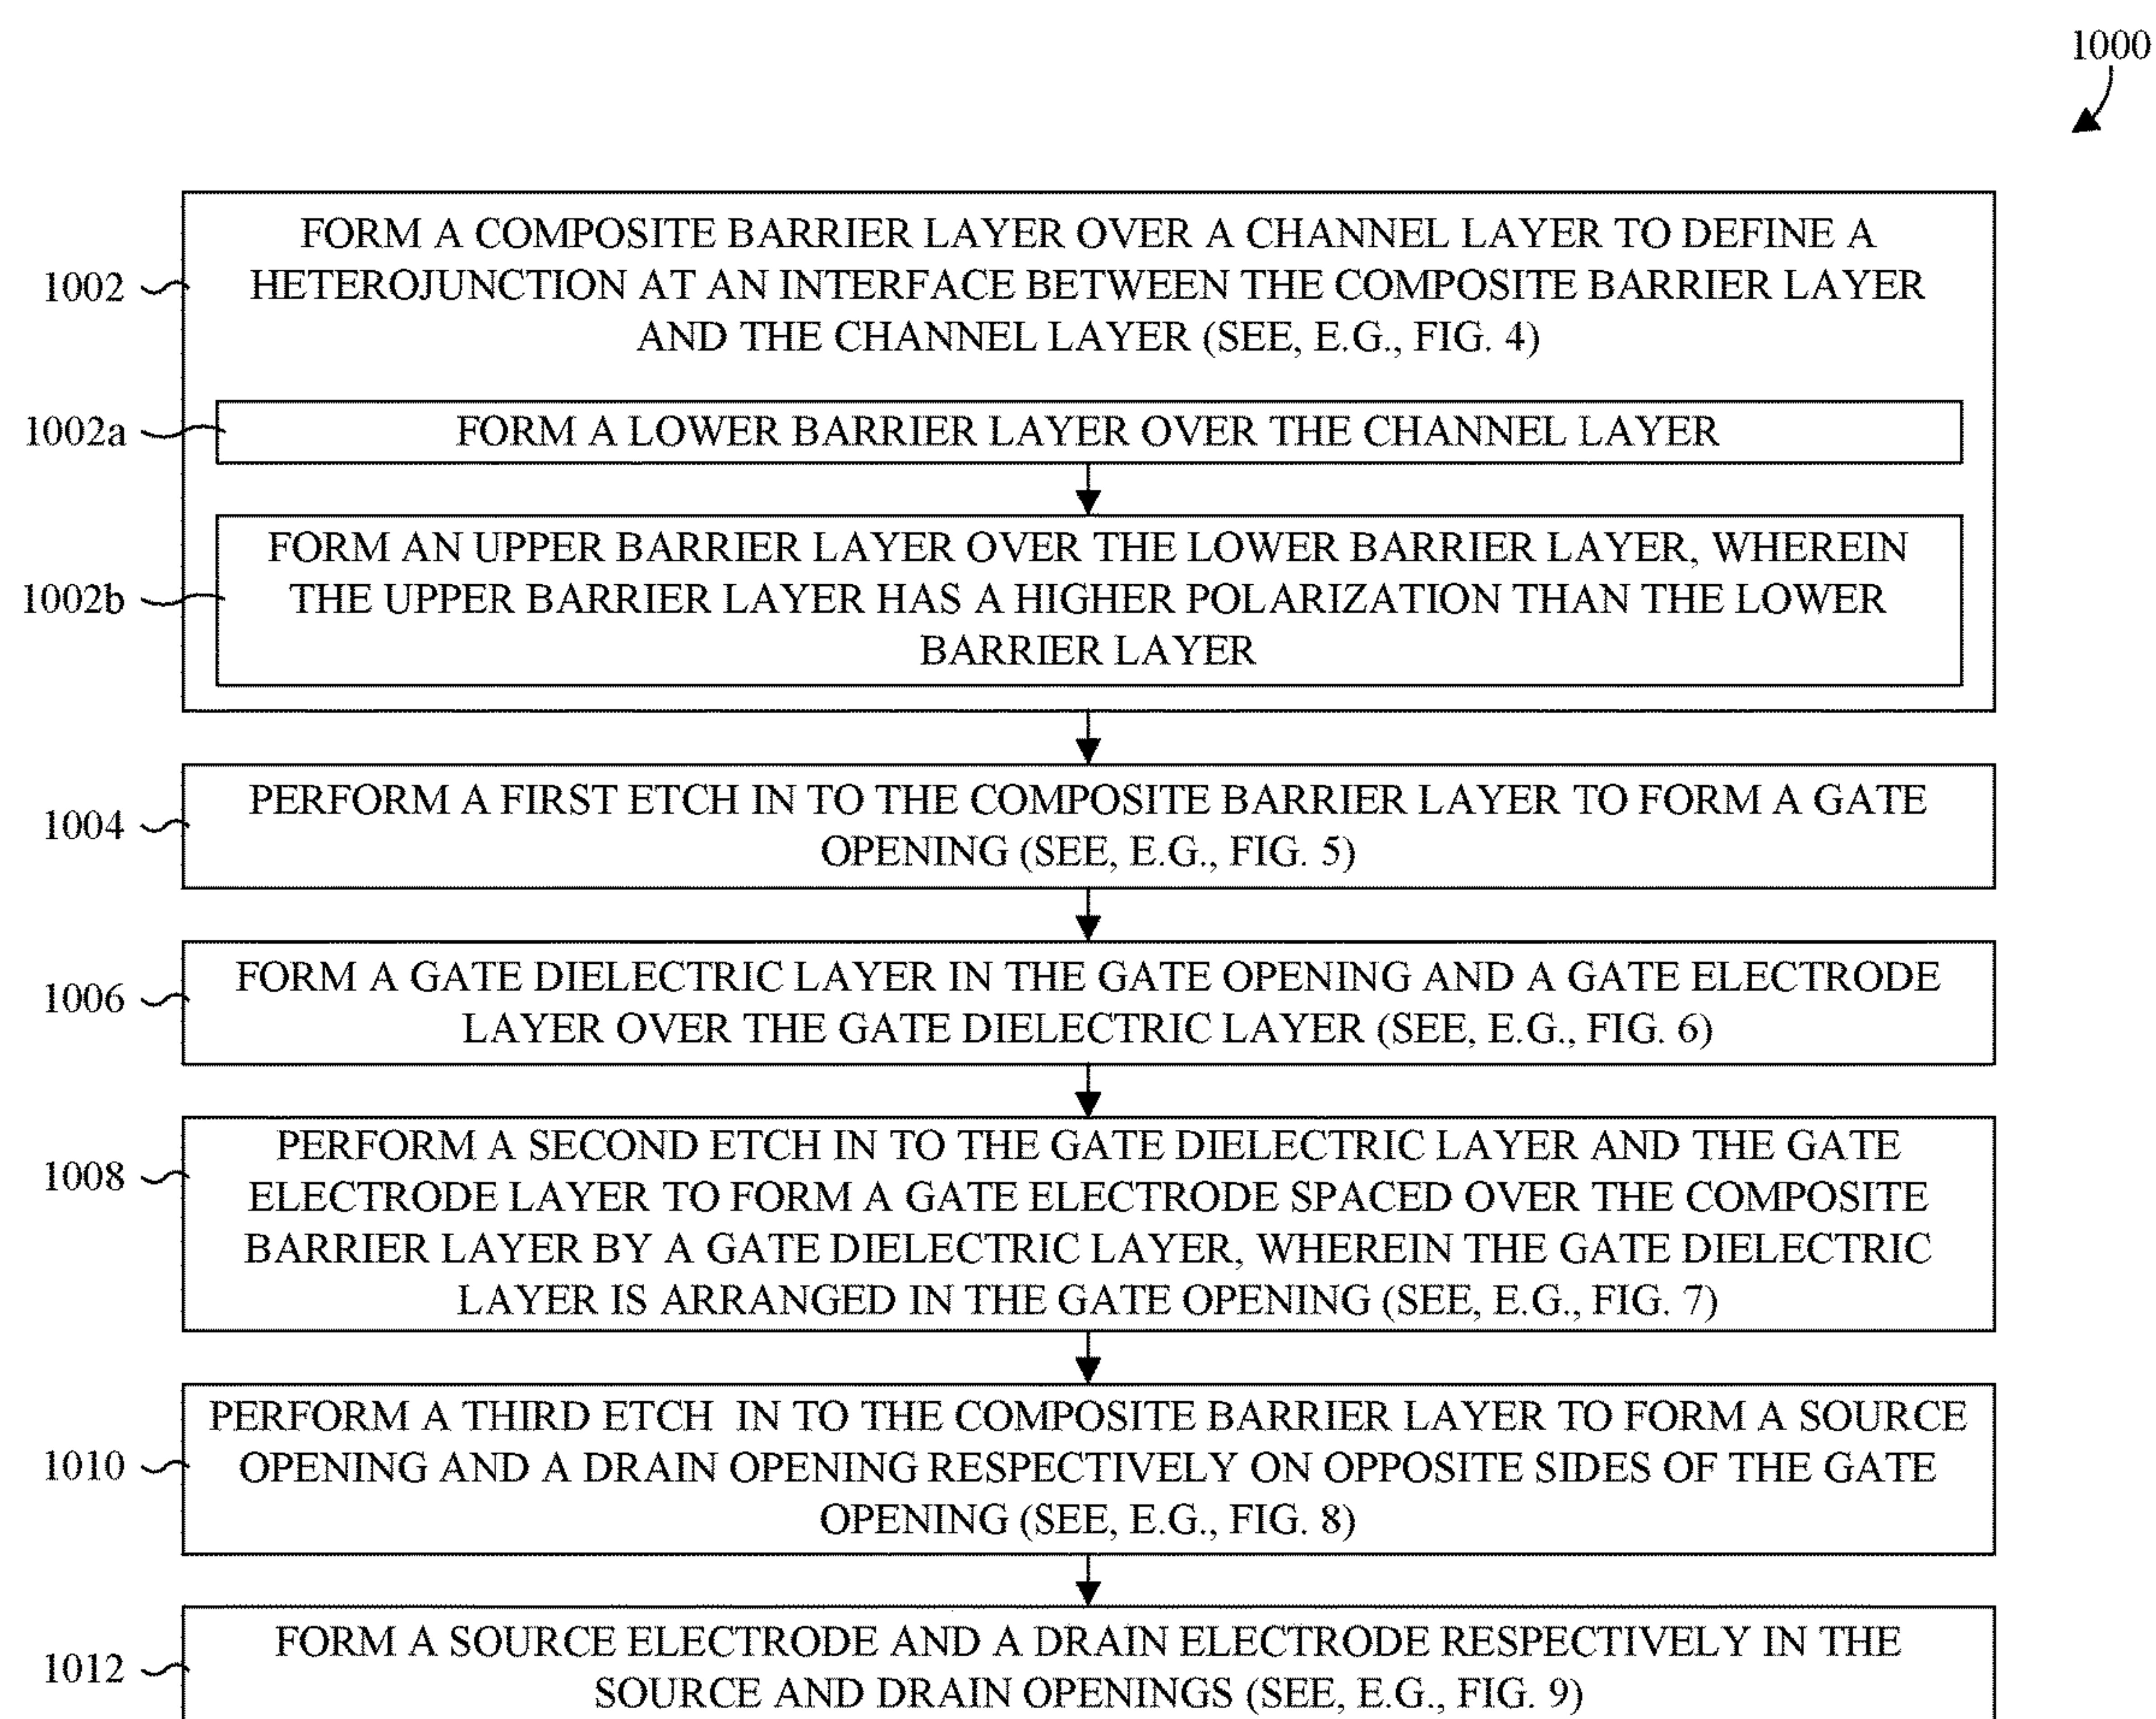 1000
FORM A COMPOSITE BARRIER LAYER OVER A CHANNEL LAYER TO DEFINE A
1002
HETEROJUNCTION AT AN INTERFACE BETWEEN THE COMPOSITE BARRIER LAYER
AND THE CHANNEL LAYER (SEE, E.G., FIG. 4)
1002a
FORM A LOWER BARRIER LAYER OVER THE CHANNEL LAYER
FORM AN UPPER BARRIER LAYER OVER THE LOWER BARRIER LAYER, WHEREIN
1002b
THE UPPER BARRIER LAYER HAS A HIGHER POLARIZATION THAN THE LOWER
BARRIER LAYER
PERFORM A FIRST ETCH IN TO THE COMPOSITE BARRIER LAYER TO FORM A GATE
1004
OPENING (SEE, E.G., FIG. 5)
FORM A GATE DIELECTRIC LAYER IN THE GATE OPENING AND A GATE ELECTRODE
1006
LAYER OVER THE GATE DIELECTRIC LAYER (SEE, E.G., FIG. 6)
PERFORM A SECOND ETCH IN TO THE GATE DIELECTRIC LAYER AND THE GATE
1008
ELECTRODE LAYER TO FORM A GATE ELECTRODE SPACED OVER THE COMPOSITE
BARRIER LAYER BY A GATE DIELECTRIC LAYER, WHEREIN THE GATE DIELECTRIC
LAYER IS ARRANGED IN THE GATE OPENING (SEE, E.G., FIG. 7)
PERFORM A THIRD ETCH IN TO THE COMPOSITE BARRIER LAYER TO FORM A SOURCE
1010
OPENING AND A DRAIN OPENING RESPECTIVELY ON OPPOSITE SIDES OF THE GATE
OPENING (SEE, E.G., FIG. 8)
FORM A SOURCE ELECTRODE AND A DRAIN ELECTRODE RESPECTIVELY IN THE
1012
SOURCE AND DRAIN OPENINGS (SEE, E.G., FIG. 9)